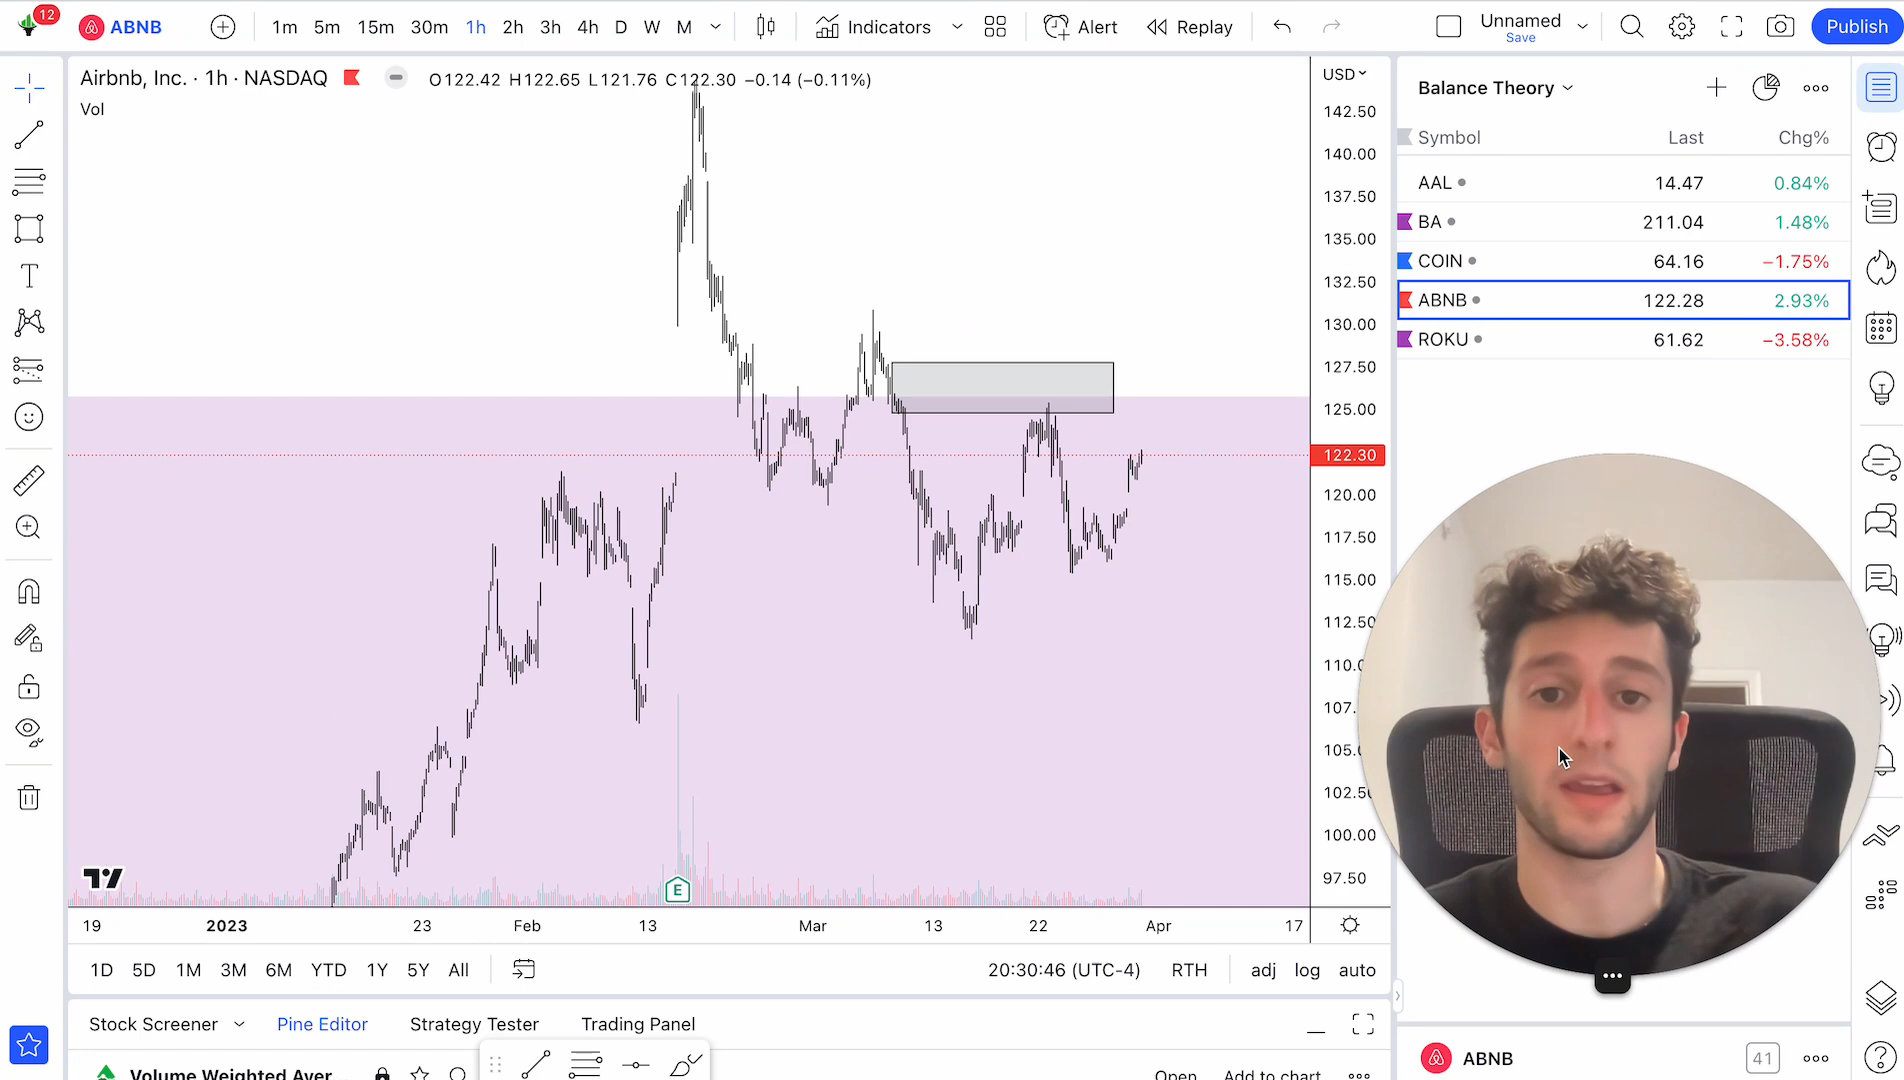 12
ABNB
1m 5m 15m 30m 1h 2h 3h 4h D W M
Indicators
Alert
Replay
Unnamed
Save
Publish
Airbnb, Inc. · 1h · NASDAQ
O122.42 H122.65 L121.76 C122.30 −0.14 (−0.11%)
Vol
USD
142.50
140.00
137.50
135.00
132.50
130.00
127.50
125.00
122.30
120.00
117.50
115.00
112.50
110.0
107.
105.
102.5
100.00
97.50
E
19 2023 23 Feb 13 Mar 13 22 Apr 17
1D 5D 1M 3M 6M YTD 1Y 5Y All
20:30:46 (UTC-4) RTH adj log auto
Stock Screener Pine Editor Strategy Tester Trading Panel
Volume Weighted Aver
Open Add to chart
Balance Theory
Symbol Last Chg%
AAL 14.47 0.84%
BA 211.04 1.48%
COIN 64.16 −1.75%
ABNB 122.28 2.93%
ROKU 61.62 −3.58%
ABNB 41